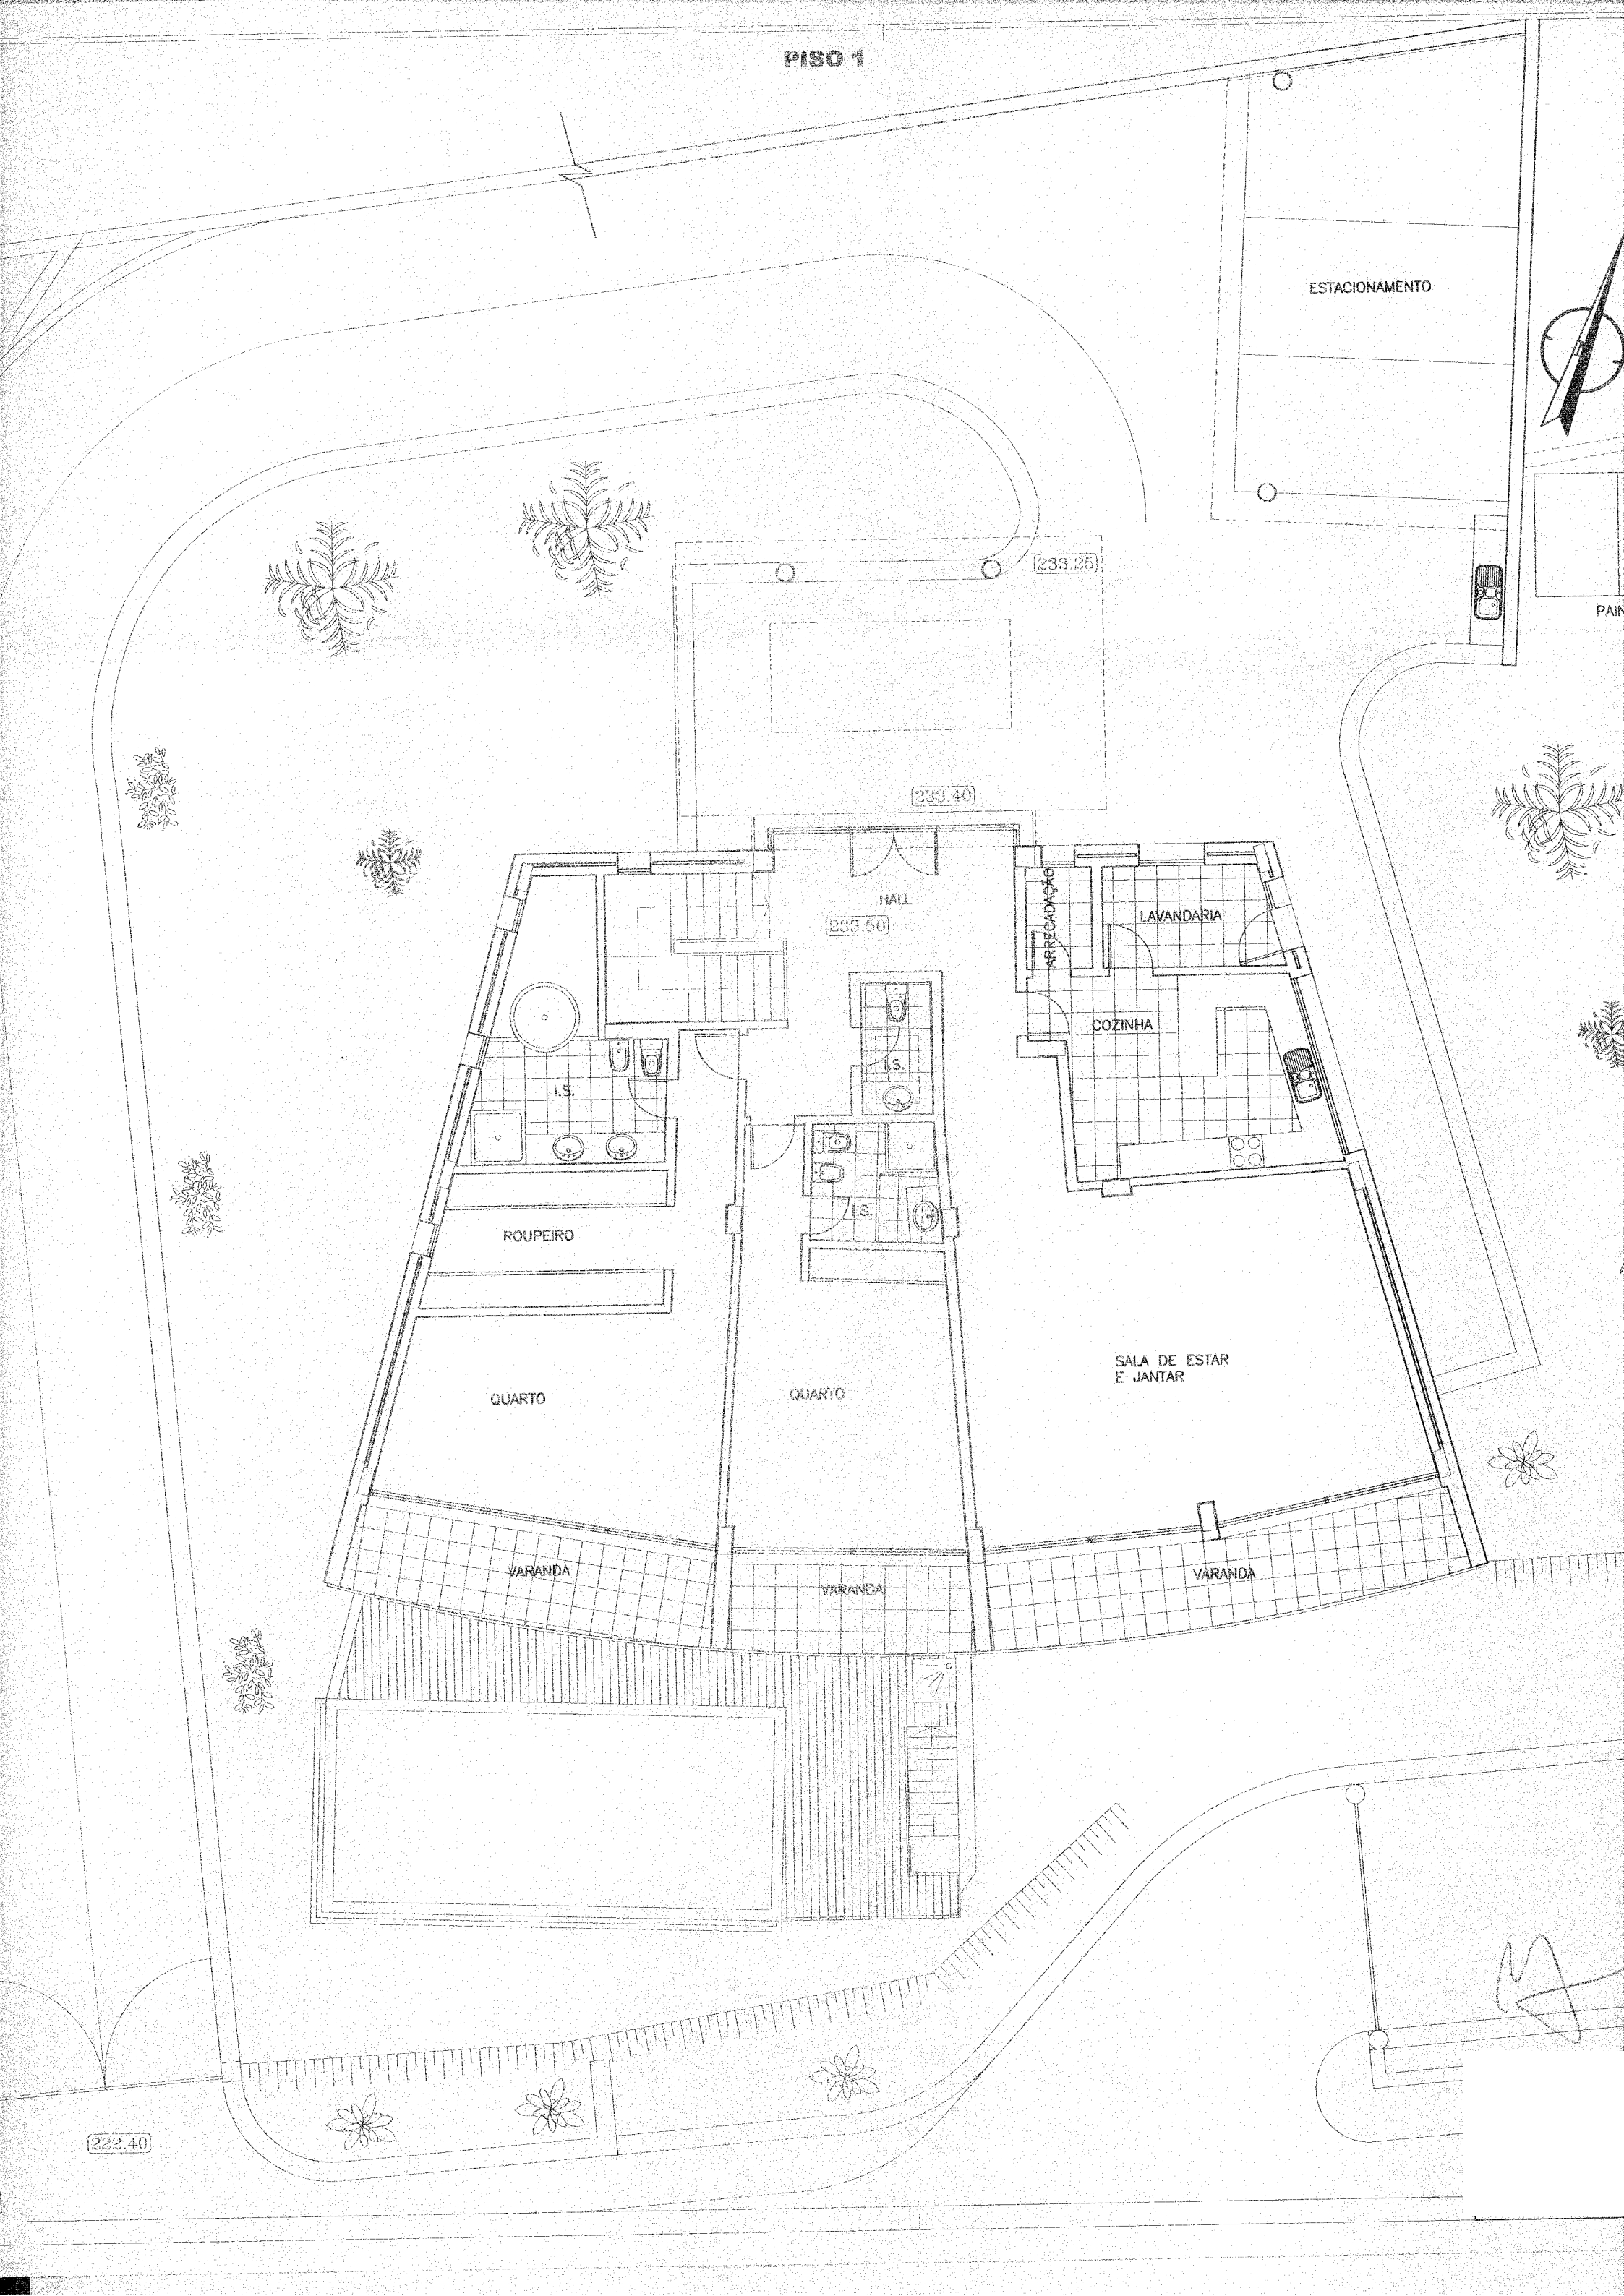 PISO 1
ESTACIONAMENTO
233.25
PAIN
233.40
HALL
ARRECADAÇÃO
LAVANDARIA
233.50
COZINHA
I.S.
I.S.
ROUPEIRO
I.S.
SALA DE ESTAR
E JANTAR
QUARTO
QUARTO
VARANDA
VARANDA
VARANDA
222.40